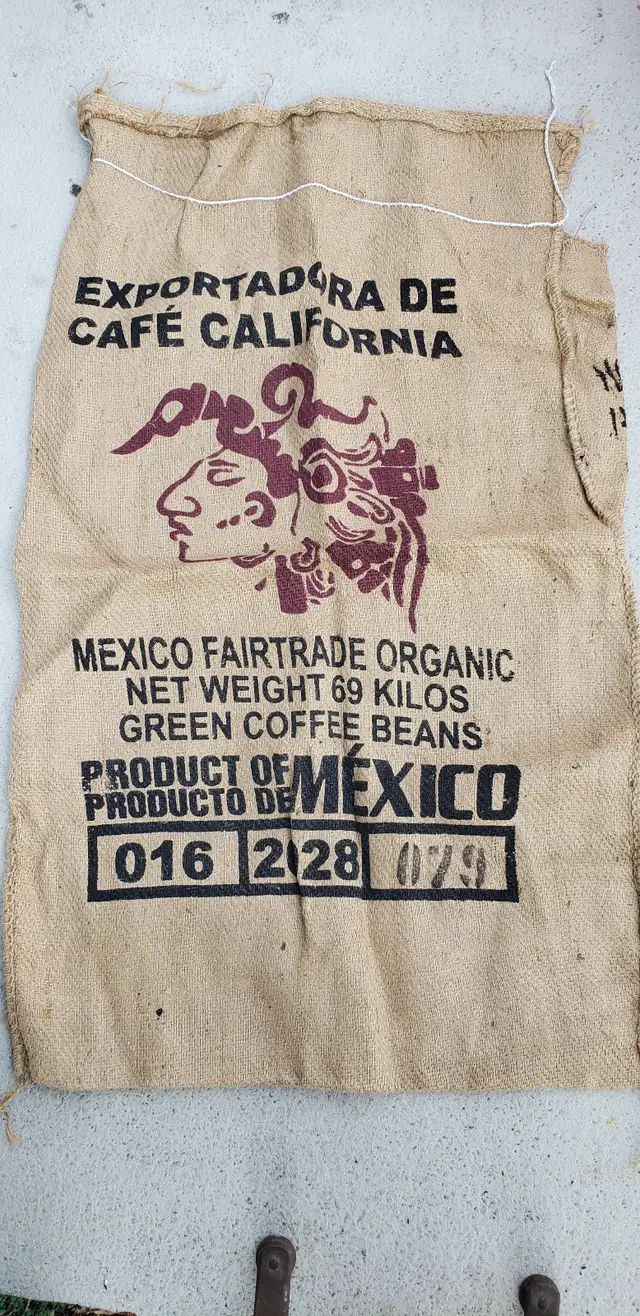 EXPORTADORA DE
CAFÉ CALIFORNIA
MEXICO FAIRTRADE ORGANIC
NET WEIGHT 69 KILOS
GREEN COFFEE BEANS
PRODUCT OF MÉXICO
PRODUCTO DE
016 2028 079